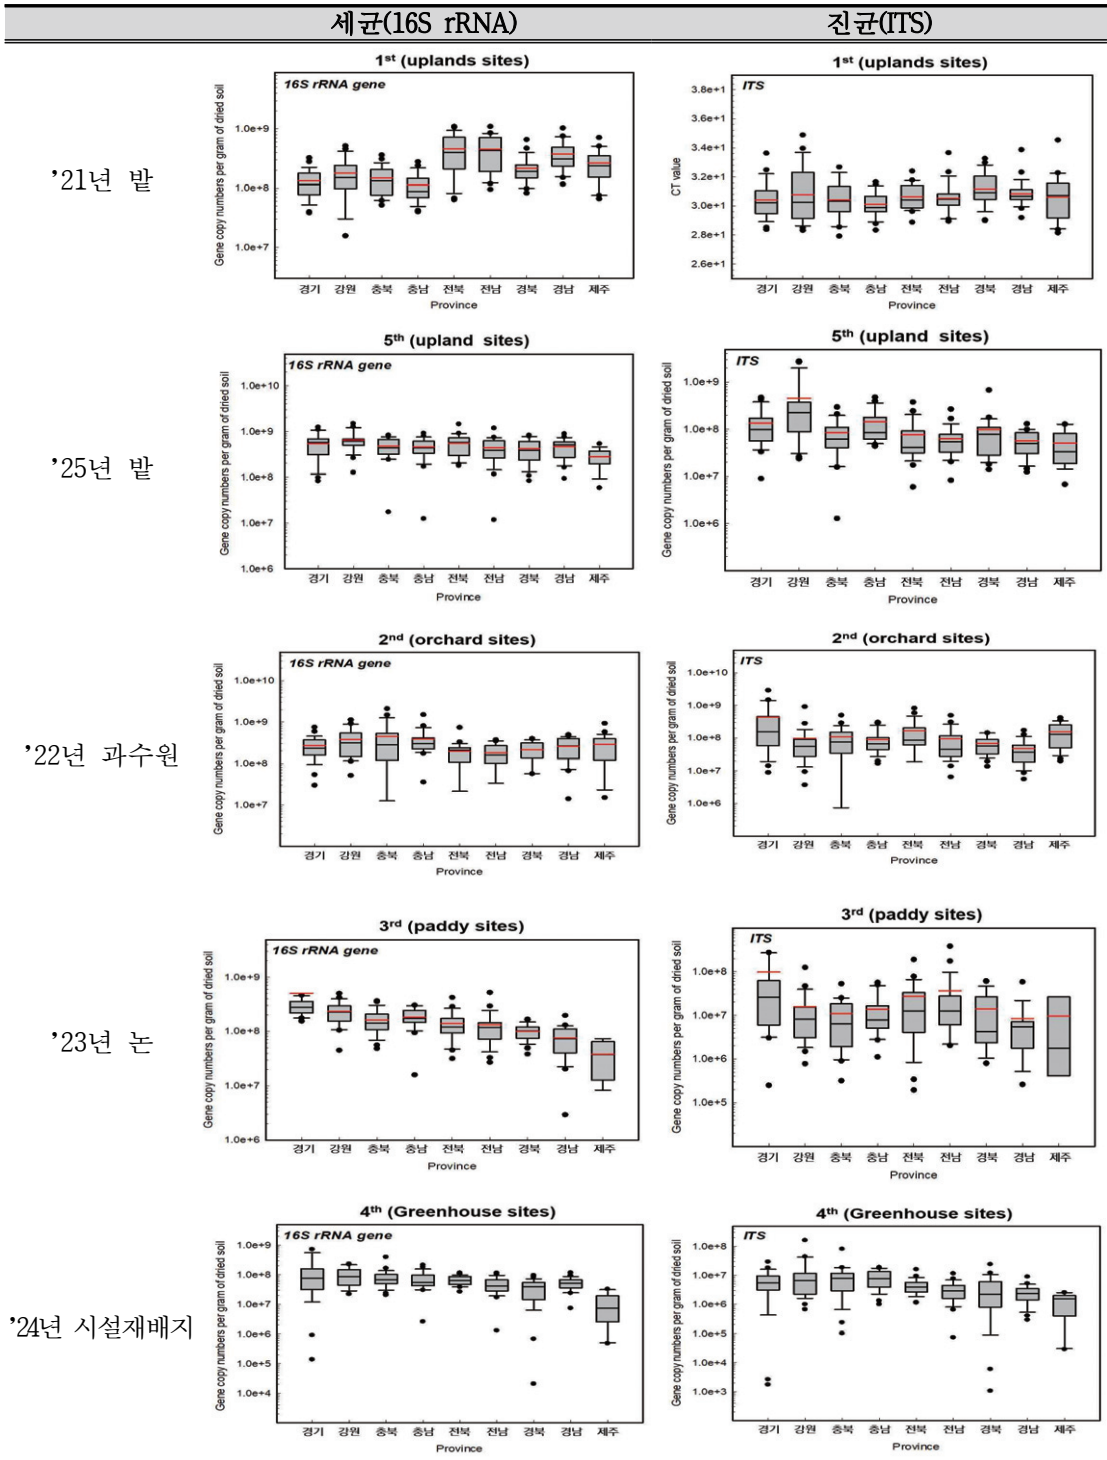 세균(16S rRNA) 진균(ITS)
’21년 밭
1st (uplands sites)
16S rRNA gene
Gene copy numbers per gram of dried soil
1.0e+9
1.0e+8
1.0e+7
경기 강원 충북 충남 전북 전남 경북 경남 제주
Province
1st (uplands sites)
ITS
CT value
3.8e+1
3.6e+1
3.4e+1
3.2e+1
3.0e+1
2.8e+1
2.6e+1
경기 강원 충북 충남 전북 전남 경북 경남 제주
Province
’25년 밭
5th (upland sites)
16S rRNA gene
Gene copy numbers per gram of dried soil
1.0e+10
1.0e+9
1.0e+8
1.0e+7
1.0e+6
경기 강원 충북 충남 전북 전남 경북 경남 제주
Province
5th (upland sites)
ITS
Gene copy numbers per gram of dried soil
1.0e+9
1.0e+8
1.0e+7
1.0e+6
경기 강원 충북 충남 전북 전남 경북 경남 제주
Province
’22년 과수원
2nd (orchard sites)
16S rRNA gene
Gene copy numbers per gram of dried soil
1.0e+10
1.0e+9
1.0e+8
1.0e+7
경기 강원 충북 충남 전북 전남 경북 경남 제주
Province
2nd (orchard sites)
ITS
Gene copy numbers per gram of dried soil
1.0e+10
1.0e+9
1.0e+8
1.0e+7
1.0e+6
경기 강원 충북 충남 전북 전남 경북 경남 제주
Province
’23년 논
3rd (paddy sites)
16S rRNA gene
Gene copy numbers per gram of dried soil
1.0e+9
1.0e+8
1.0e+7
1.0e+6
경기 강원 충북 충남 전북 전남 경북 경남 제주
Province
3rd (paddy sites)
ITS
Gene copy numbers per gram of dried soil
1.0e+8
1.0e+7
1.0e+6
1.0e+5
경기 강원 충북 충남 전북 전남 경북 경남 제주
Province
’24년 시설재배지
4th (Greenhouse sites)
16S rRNA gene
Gene copy numbers per gram of dried soil
1.0e+9
1.0e+8
1.0e+7
1.0e+6
1.0e+5
1.0e+4
경기 강원 충북 충남 전북 전남 경북 경남 제주
Province
4th (Greenhouse sites)
ITS
Gene copy numbers per gram of dried soil
1.0e+8
1.0e+7
1.0e+6
1.0e+5
1.0e+4
1.0e+3
경기 강원 충북 충남 전북 전남 경북 경남 제주
Province